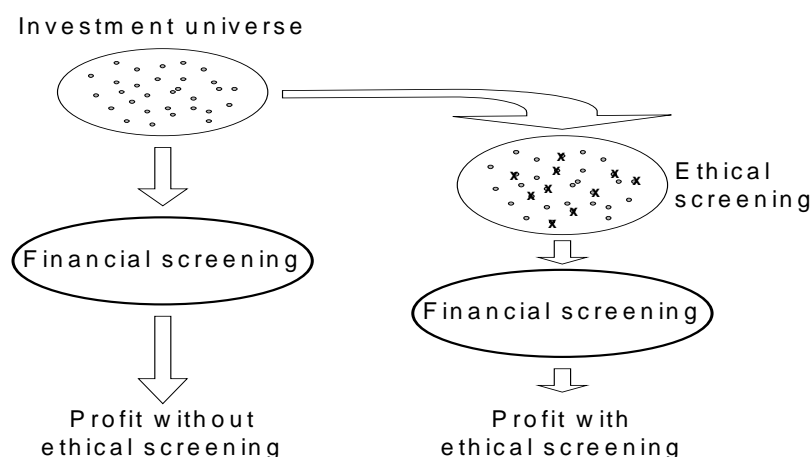 Investment universe
Ethical
screening
Financial screening
Financial screening
Profit without
ethical screening
Profit with
ethical screening